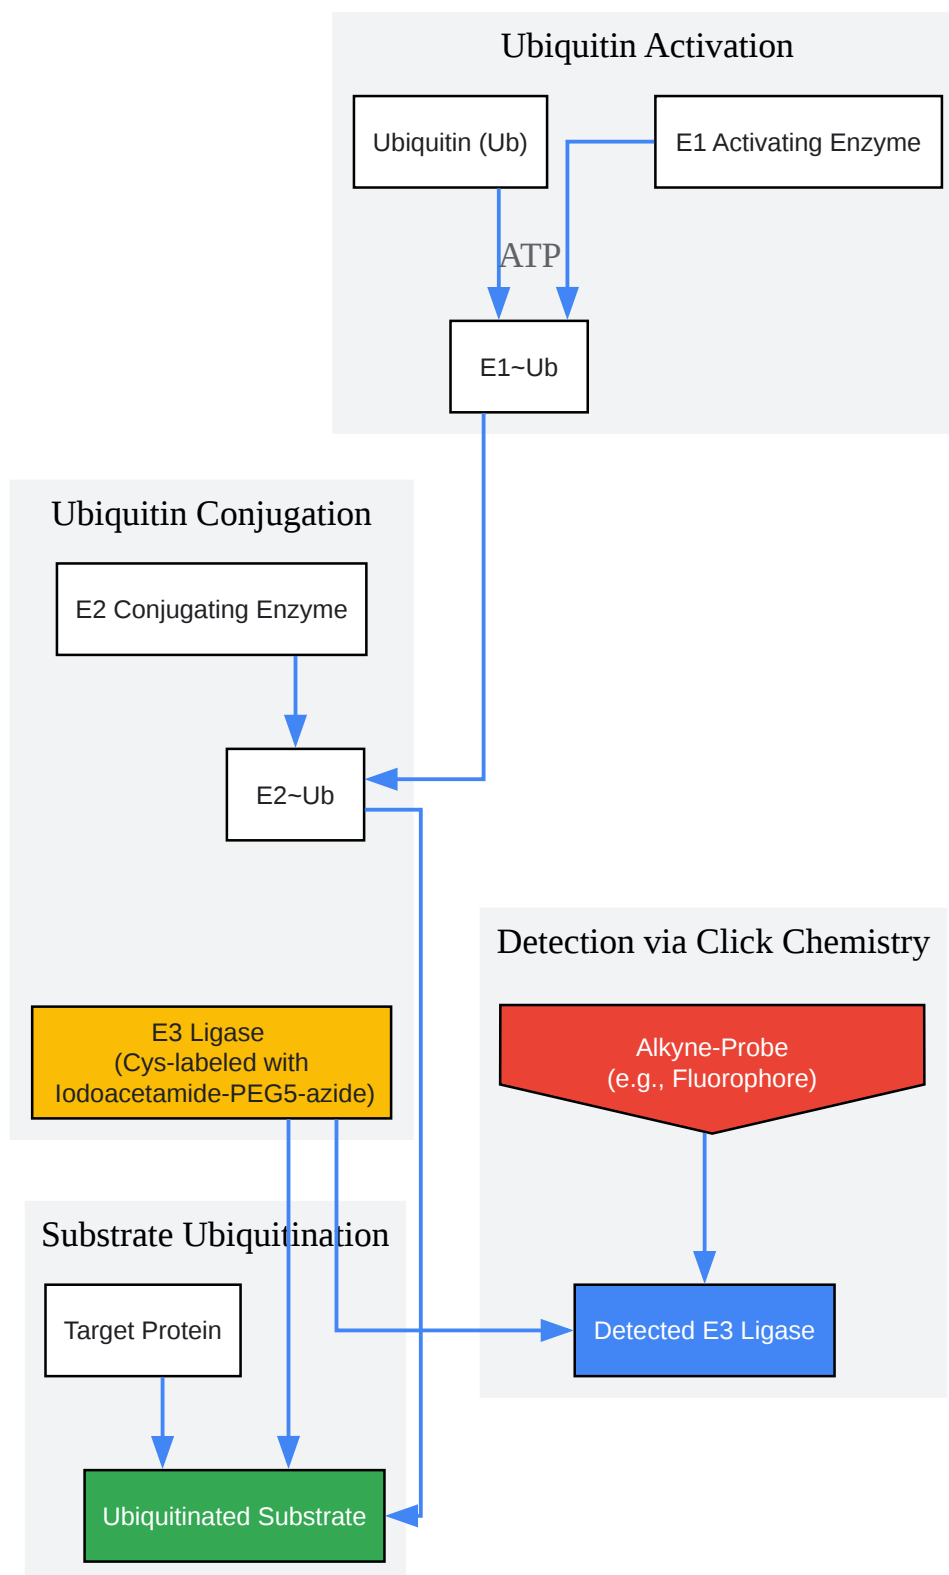 Ubiquitin Activation
Ubiquitin (Ub)
E1 Activating Enzyme
ATP
E1~Ub
Ubiquitin Conjugation
E2 Conjugating Enzyme
E2~Ub
E3 Ligase
(Cys-labeled with
Iodoacetamide-PEG5-azide)
Detection via Click Chemistry
Alkyne-Probe
(e.g., Fluorophore)
Detected E3 Ligase
Substrate Ubiquitination
Target Protein
Ubiquitinated Substrate